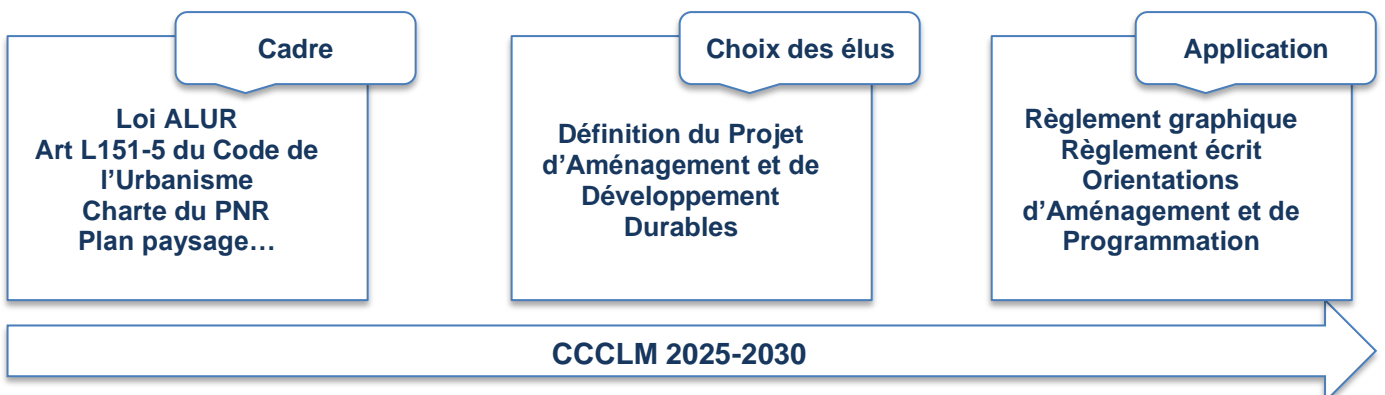 Cadre
Loi ALUR
Art L151-5 du Code de
l’Urbanisme
Charte du PNR
Plan paysage…
Choix des élus
Définition du Projet
d’Aménagement et de
Développement
Durables
Application
Règlement graphique
Règlement écrit
Orientations
d’Aménagement et de
Programmation
CCCLM 2025-2030